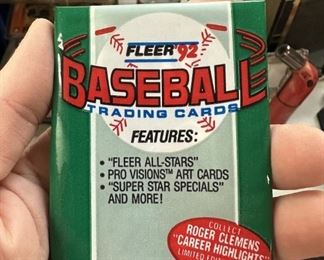 FLEER '92
BASEBALL
TRADING CARDS
FEATURES:
• "FLEER ALL-STARS"
• PRO VISIONS™ ART CARDS
• "SUPER STAR SPECIALS"
AND MORE!
COLLECT
ROGER CLEMENS
"CAREER HIGHLIGHTS"
LIMITED